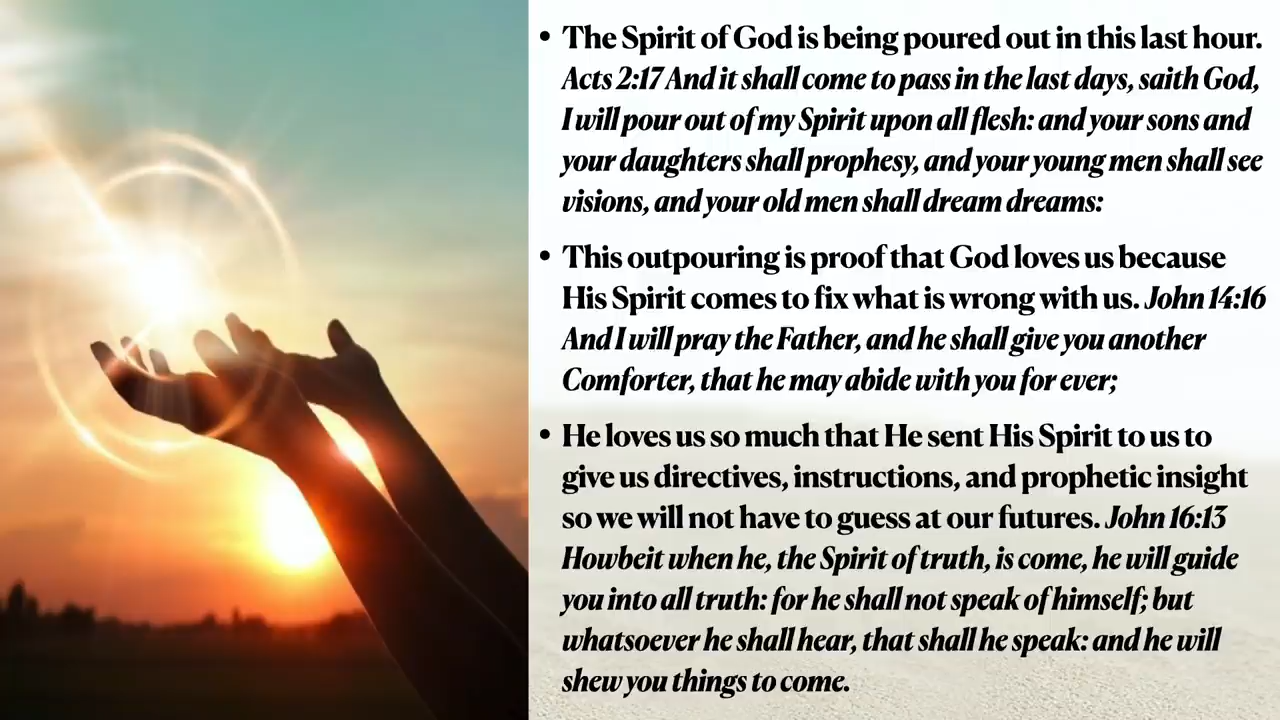 • The Spirit of God is being poured out in this last hour.
Acts 2:17 And it shall come to pass in the last days, saith God,
I will pour out of my Spirit upon all flesh: and your sons and
your daughters shall prophesy, and your young men shall see
visions, and your old men shall dream dreams:
• This outpouring is proof that God loves us because
His Spirit comes to fix what is wrong with us. John 14:16
And I will pray the Father, and he shall give you another
Comforter, that he may abide with you for ever;
• He loves us so much that He sent His Spirit to us to
give us directives, instructions, and prophetic insight
so we will not have to guess at our futures. John 16:13
Howbeit when he, the Spirit of truth, is come, he will guide
you into all truth: for he shall not speak of himself; but
whatsoever he shall hear, that shall he speak: and he will
shew you things to come.